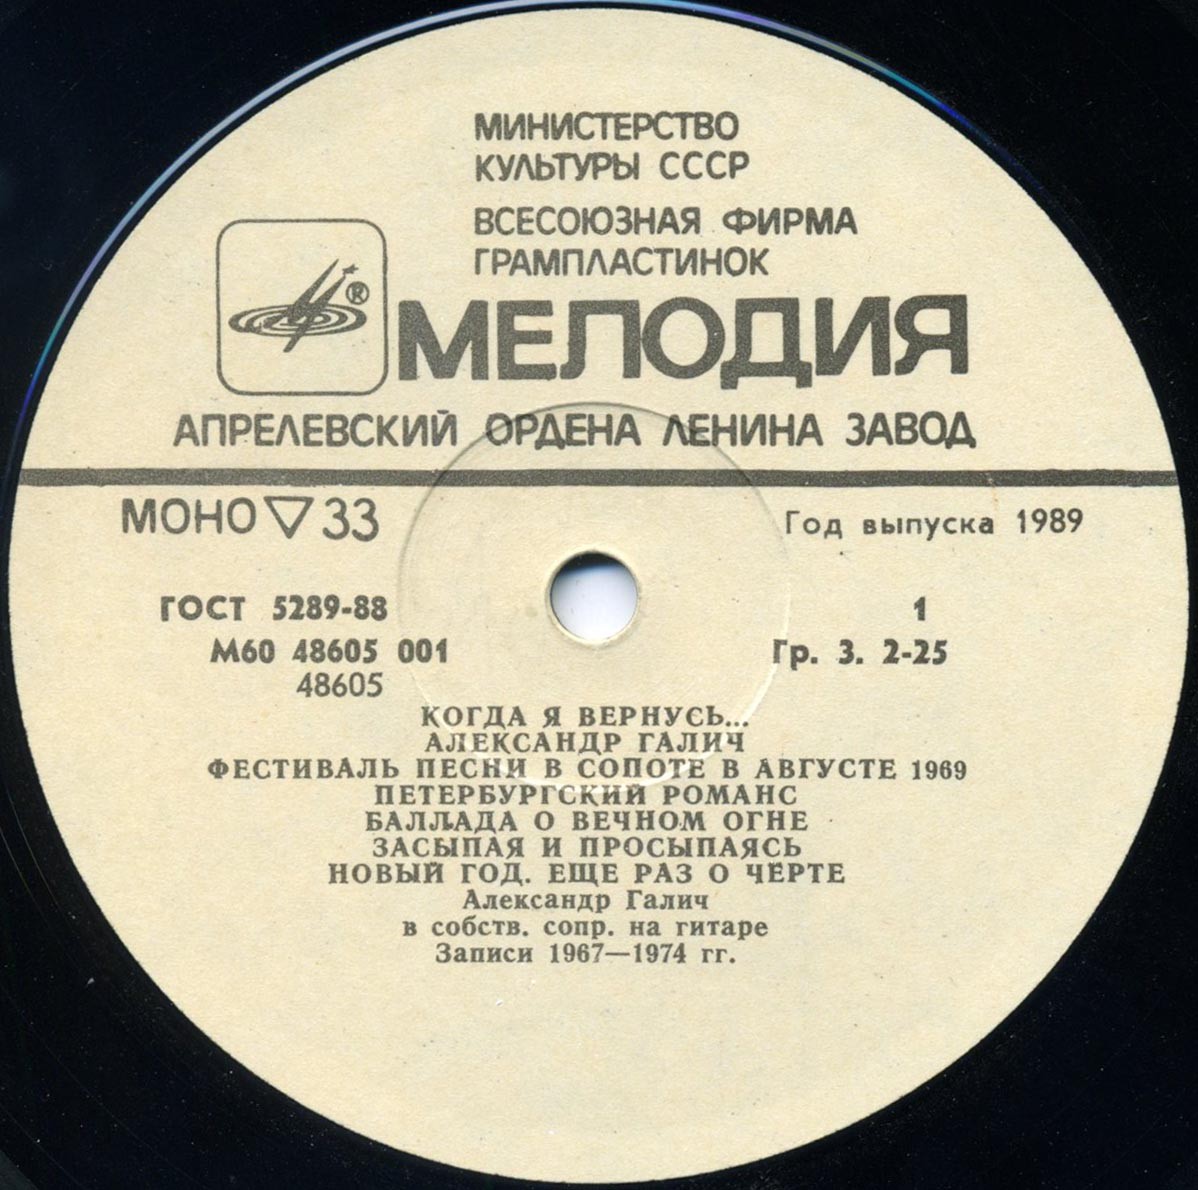 МИНИСТЕРСТВО
КУЛЬТУРЫ СССР
ВСЕСОЮЗНАЯ ФИРМА
ГРАМПЛАСТИНОК
®
МЕЛОДИЯ
АПРЕЛЕВСКИЙ ОРДЕНА ЛЕНИНА ЗАВОД
МОНО ▽ 33
Год выпуска 1989
ГОСТ 5289-88
1
М60 48605 001
Гр. 3. 2-25
48605
КОГДА Я ВЕРНУСЬ...
АЛЕКСАНДР ГАЛИЧ
ФЕСТИВАЛЬ ПЕСНИ В СОПОТЕ В АВГУСТЕ 1969
ПЕТЕРБУРГСКИЙ РОМАНС
БАЛЛАДА О ВЕЧНОМ ОГНЕ
ЗАСЫПАЯ И ПРОСЫПАЯСЬ
НОВЫЙ ГОД. ЕЩЕ РАЗ О ЧЕРТЕ
Александр Галич
в собств. сопр. на гитаре
Записи 1967—1974 гг.